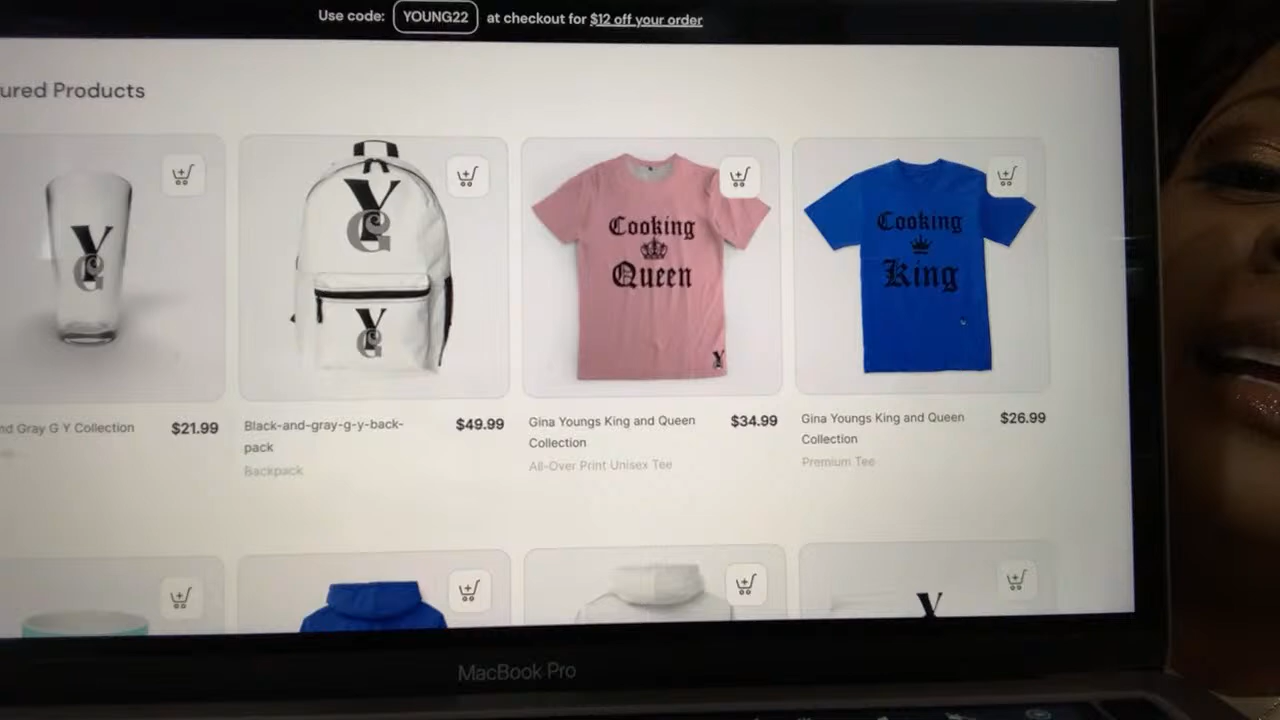 Use code: YOUNG22 at checkout for $12 off your order
ured Products
Y
G
Y
G
Y
G
Cooking
Queen
Y
Cooking
King
nd Gray G Y Collection $21.99
Black-and-gray-g-y-back-
pack
$49.99
Backpack
Gina Youngs King and Queen
Collection
$34.99
All-Over Print Unisex Tee
Gina Youngs King and Queen
Collection
$26.99
Premium Tee
Y
MacBook Pro